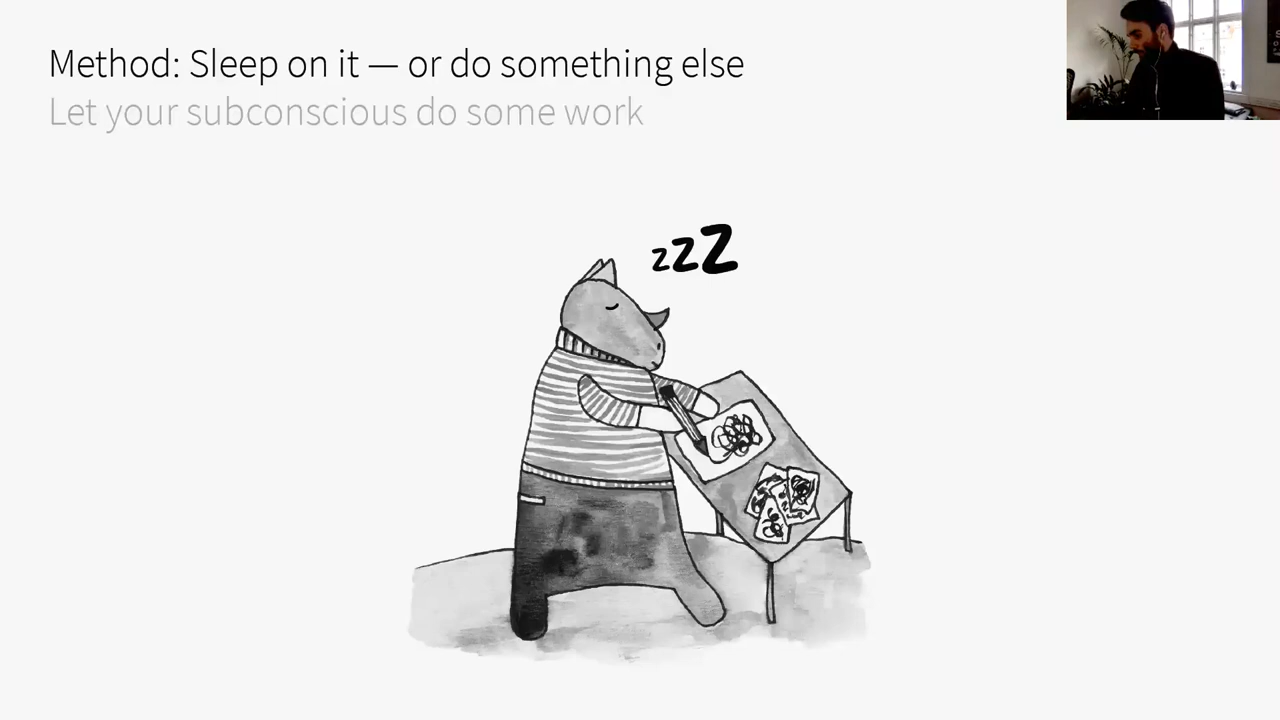 Method: Sleep on it — or do something else
Let your subconscious do some work
zzZ